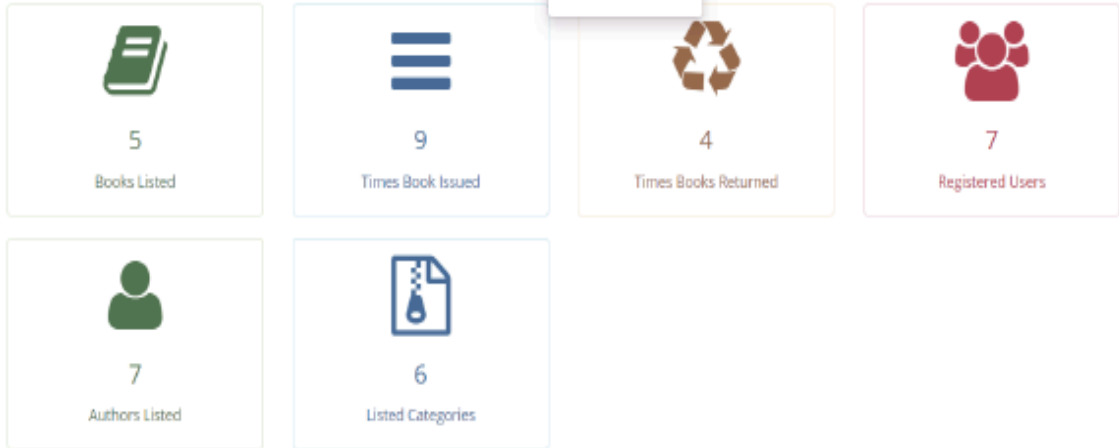 5
Books Listed
9
Times Book Issued
4
Times Books Returned
7
Registered Users
7
Authors Listed
6
Listed Categories